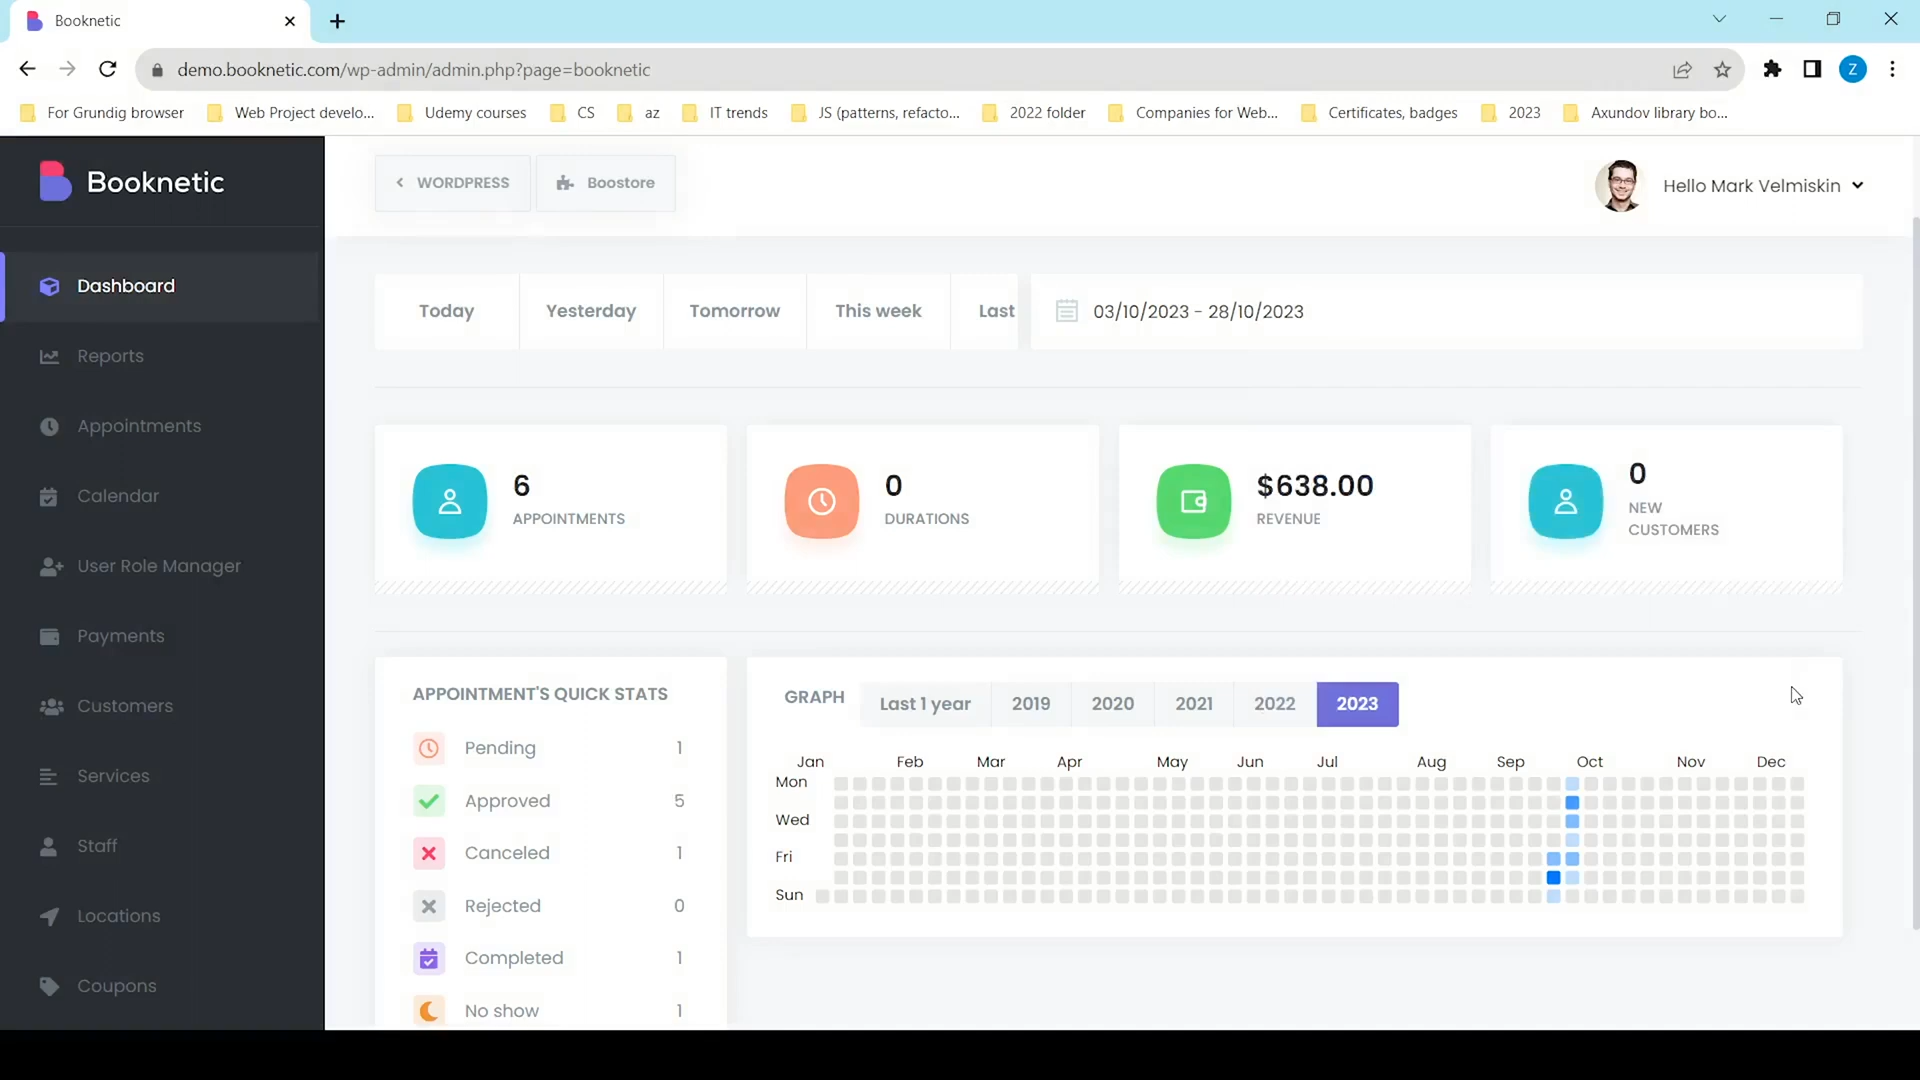 Booknetic
demo.booknetic.com/wp-admin/admin.php?page=booknetic
Z
For Grundig browser
Web Project develo...
Udemy courses
CS
az
IT trends
JS (patterns, refacto...
2022 folder
Companies for Web...
Certificates, badges
2023
Axundov library bo...
Booknetic
WORDPRESS
Boostore
Hello Mark Velmiskin
Dashboard
Reports
Appointments
Calendar
User Role Manager
Payments
Customers
Services
Staff
Locations
Coupons
Today
Yesterday
Tomorrow
This week
Last
03/10/2023 - 28/10/2023
6
APPOINTMENTS
0
DURATIONS
$638.00
REVENUE
0
NEW
CUSTOMERS
APPOINTMENT'S QUICK STATS
Pending 1
Approved 5
Canceled 1
Rejected 0
Completed 1
No show 1
GRAPH
Last 1 year
2019
2020
2021
2022
2023
Jan Feb Mar Apr May Jun Jul Aug Sep Oct Nov Dec
Mon
Wed
Fri
Sun